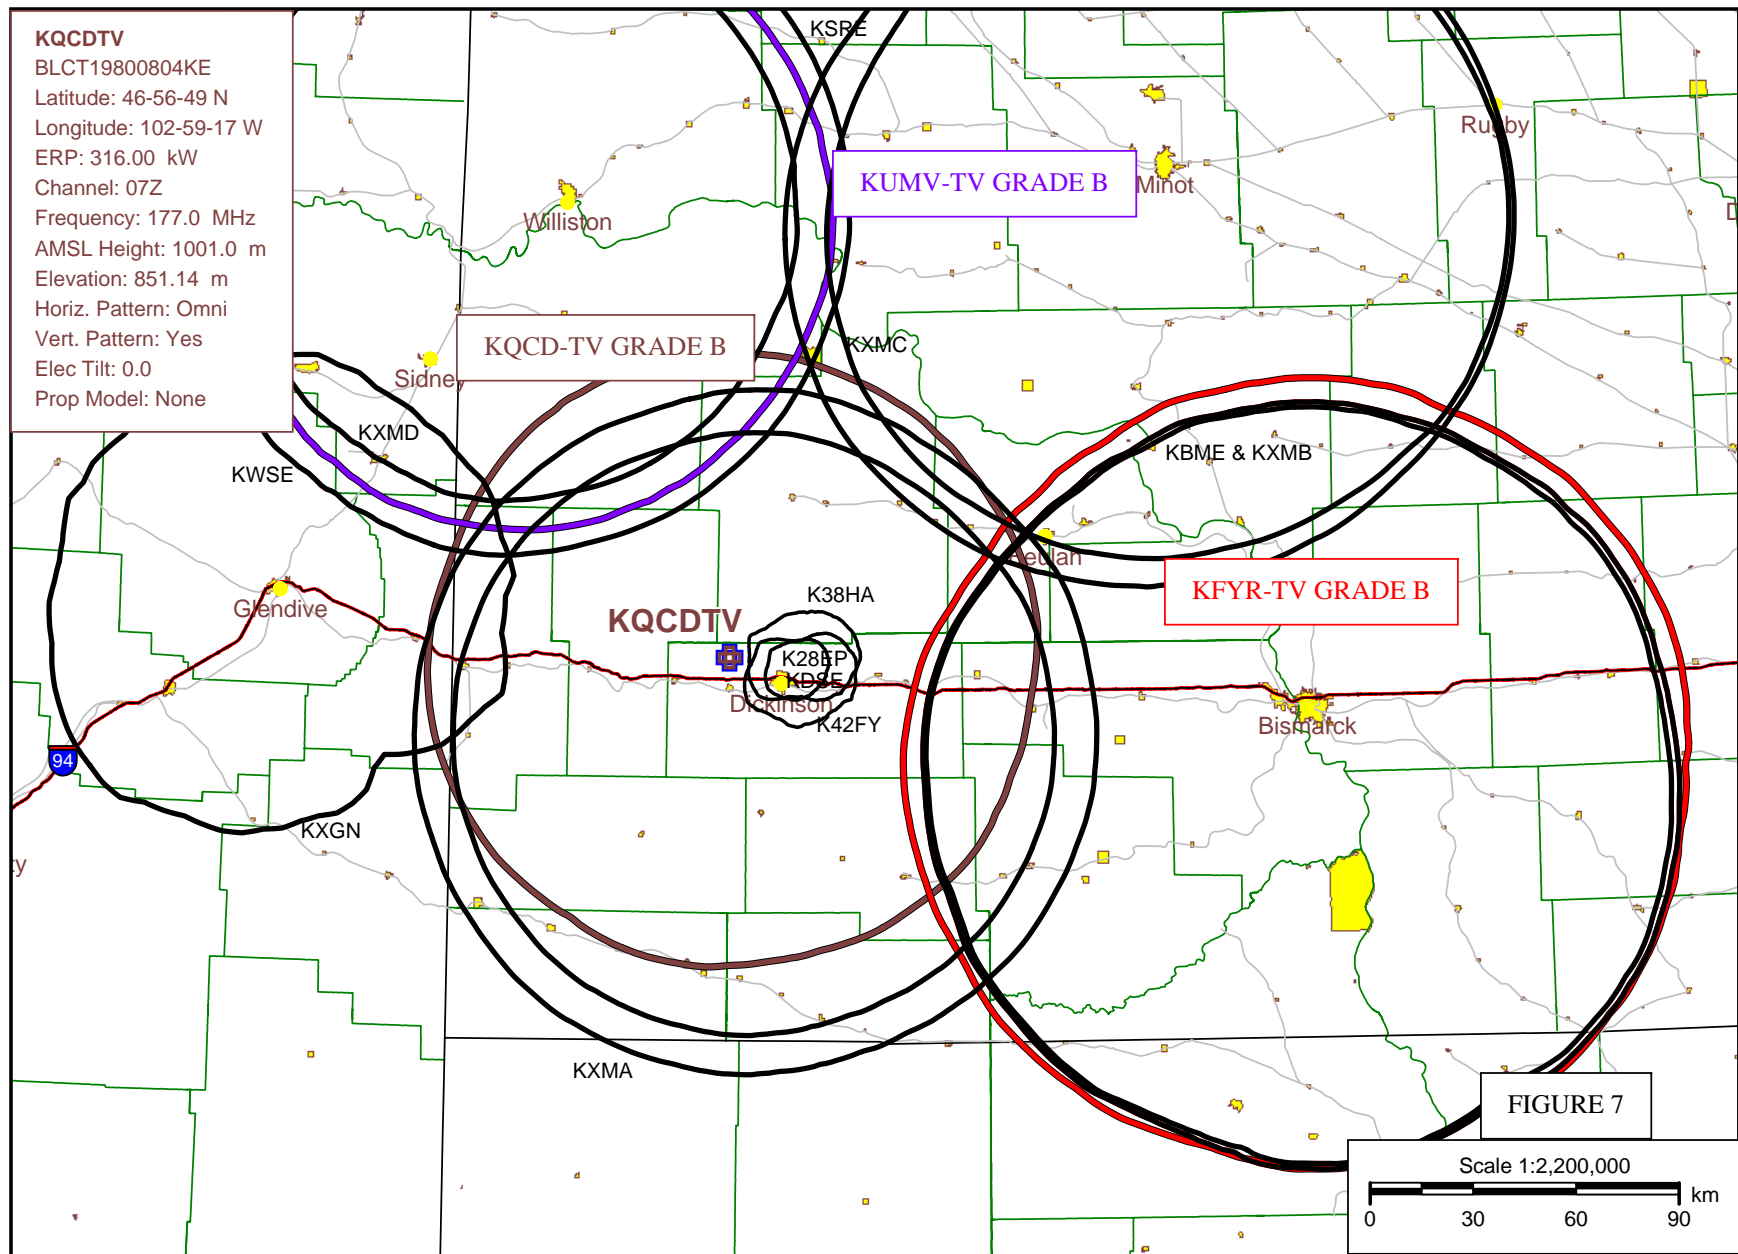 KQCDTV
BLCT19800804KE
Latitude: 46-56-49 N
Longitude: 102-59-17 W
ERP: 316.00 kW
Channel: 07Z
Frequency: 177.0 MHz
AMSL Height: 1001.0 m
Elevation: 851.14 m
Horiz. Pattern: Omni
Vert. Pattern: Yes
Elec Tilt: 0.0
Prop Model: None
KSRE
Rugby
KUMV-TV GRADE B
Minot
Williston
KQCD-TV GRADE B
KXMC
Sidne
KXMD
KBME & KXMB
KWSE
Beulah
KFYR-TV GRADE B
Glendive
K38HA
KQCDTV
K28EP
KDSE
Dickinson
K42FY
Bismarck
94
KXGN
y
KXMA
FIGURE 7
Scale 1:2,200,000
km
0 30 60 90